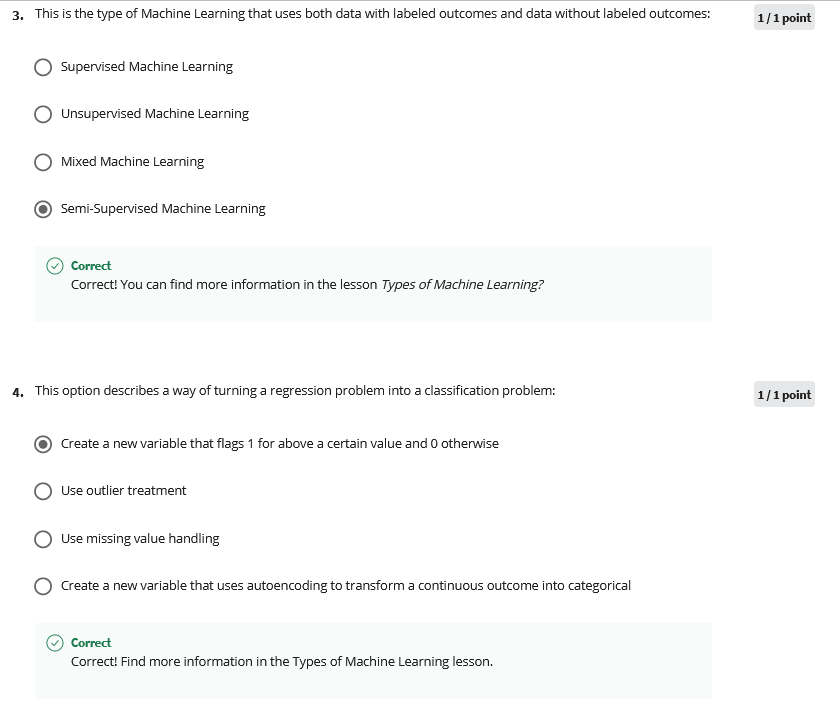 3. This is the type of Machine Learning that uses both data with labeled outcomes and data without labeled outcomes:
1 / 1 point
Supervised Machine Learning
Unsupervised Machine Learning
Mixed Machine Learning
Semi-Supervised Machine Learning
Correct
Correct! You can find more information in the lesson Types of Machine Learning?
4. This option describes a way of turning a regression problem into a classification problem:
1 / 1 point
Create a new variable that flags 1 for above a certain value and 0 otherwise
Use outlier treatment
Use missing value handling
Create a new variable that uses autoencoding to transform a continuous outcome into categorical
Correct
Correct! Find more information in the Types of Machine Learning lesson.